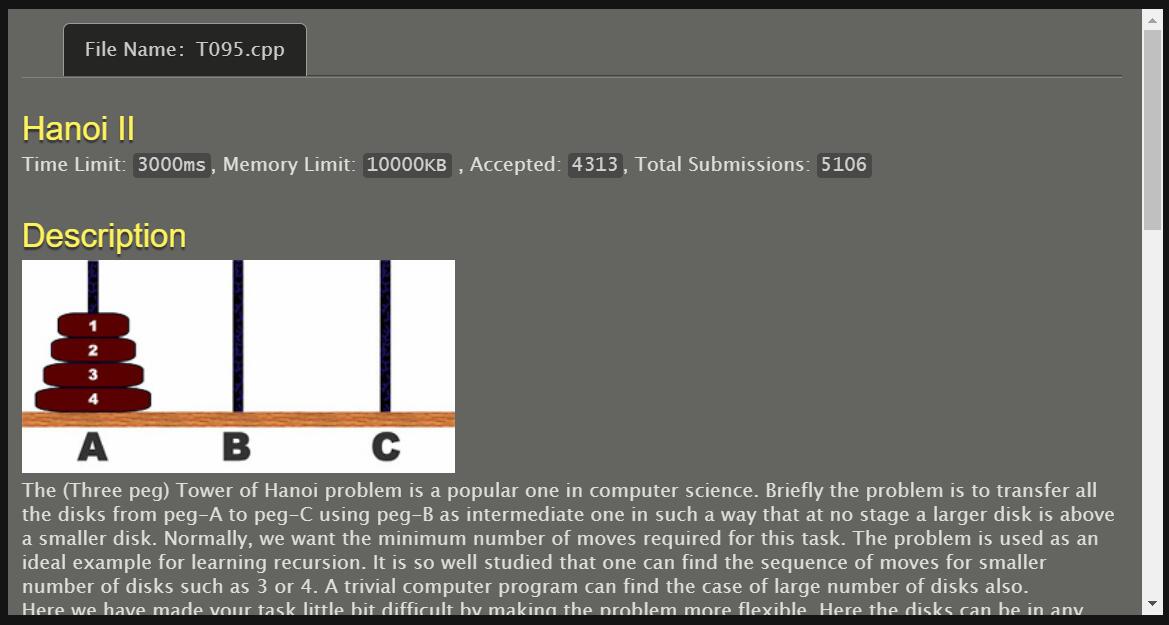 File Name: T095.cpp
Hanoi II
Time Limit: 3000ms, Memory Limit: 10000KB , Accepted: 4313, Total Submissions: 5106
Description
1
2
3
4
A B C
The (Three peg) Tower of Hanoi problem is a popular one in computer science. Briefly the problem is to transfer all
the disks from peg-A to peg-C using peg-B as intermediate one in such a way that at no stage a larger disk is above
a smaller disk. Normally, we want the minimum number of moves required for this task. The problem is used as an
ideal example for learning recursion. It is so well studied that one can find the sequence of moves for smaller
number of disks such as 3 or 4. A trivial computer program can find the case of large number of disks also.
Here we have made your task little bit difficult by making the problem more flexible. Here the disks can be in any